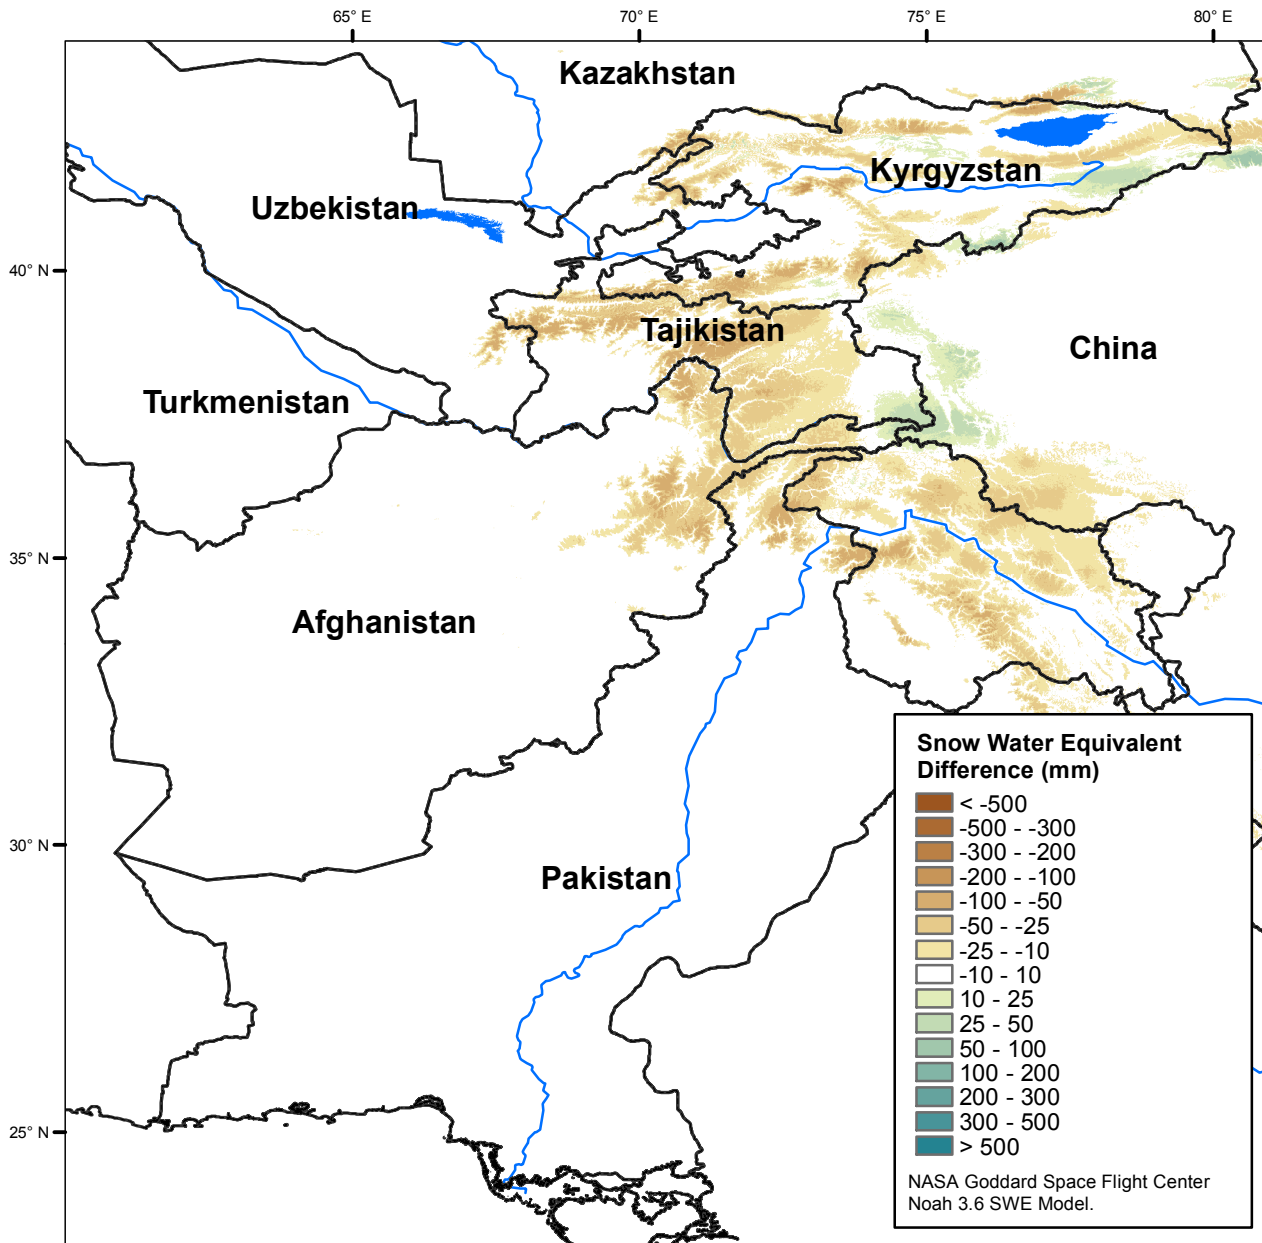 65° E
70° E
75° E
80° E
Kazakhstan
Kyrgyzstan
Uzbekistan
40° N
Tajikistan
China
Turkmenistan
35° N
Afghanistan
Snow Water Equivalent
Difference (mm)
< -500
-500 - -300
-300 - -200
-200 - -100
-100 - -50
-50 - -25
-25 - -10
-10 - 10
10 - 25
25 - 50
50 - 100
100 - 200
200 - 300
300 - 500
> 500
30° N
Pakistan
25° N
NASA Goddard Space Flight Center
Noah 3.6 SWE Model.